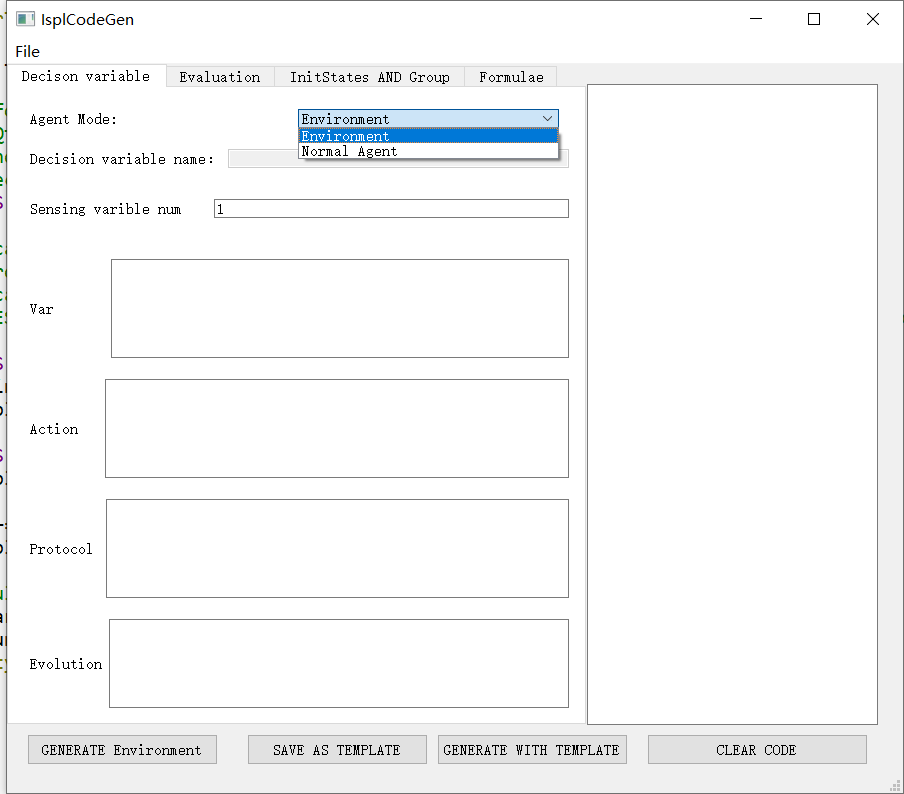 IsplCodeGen
File
Decison variable Evaluation InitStates AND Group Formulae
Agent Mode: Environment
Environment
Normal Agent
Decision variable name:
Sensing varible num 1
Var
Action
Protocol
Evolution
GENERATE Environment SAVE AS TEMPLATE GENERATE WITH TEMPLATE CLEAR CODE